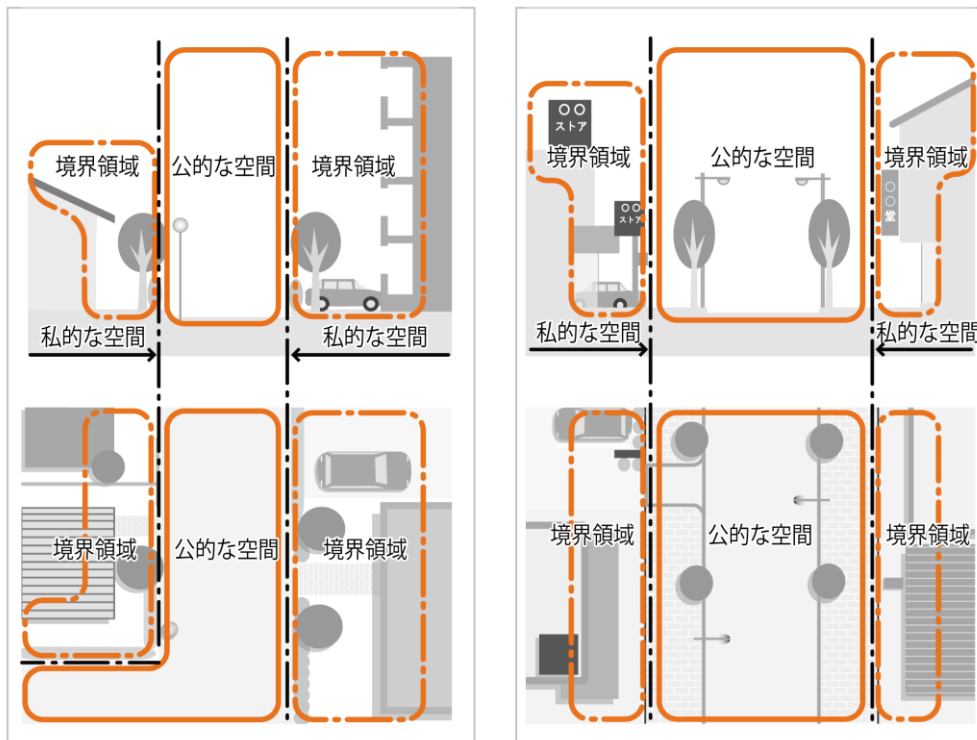 境界領域
公的な空間
境界領域
私的な空間
私的な空間
境界領域
公的な空間
境界領域
○○
ストア
境界領域
公的な空間
境界領域
○○
ストア
○○堂
私的な空間
私的な空間
境界領域
公的な空間
境界領域